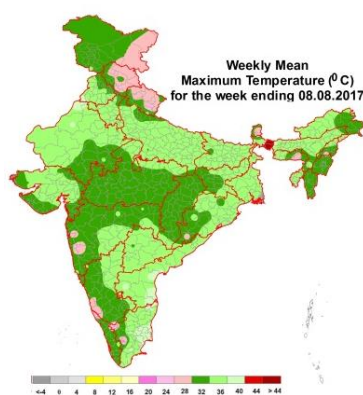 Weekly Mean
Maximum Temperature (⁰ C)
for the week ending 08.08.2017
<-4 0 4 8 12 16 20 24 28 32 36 40 44 > 44